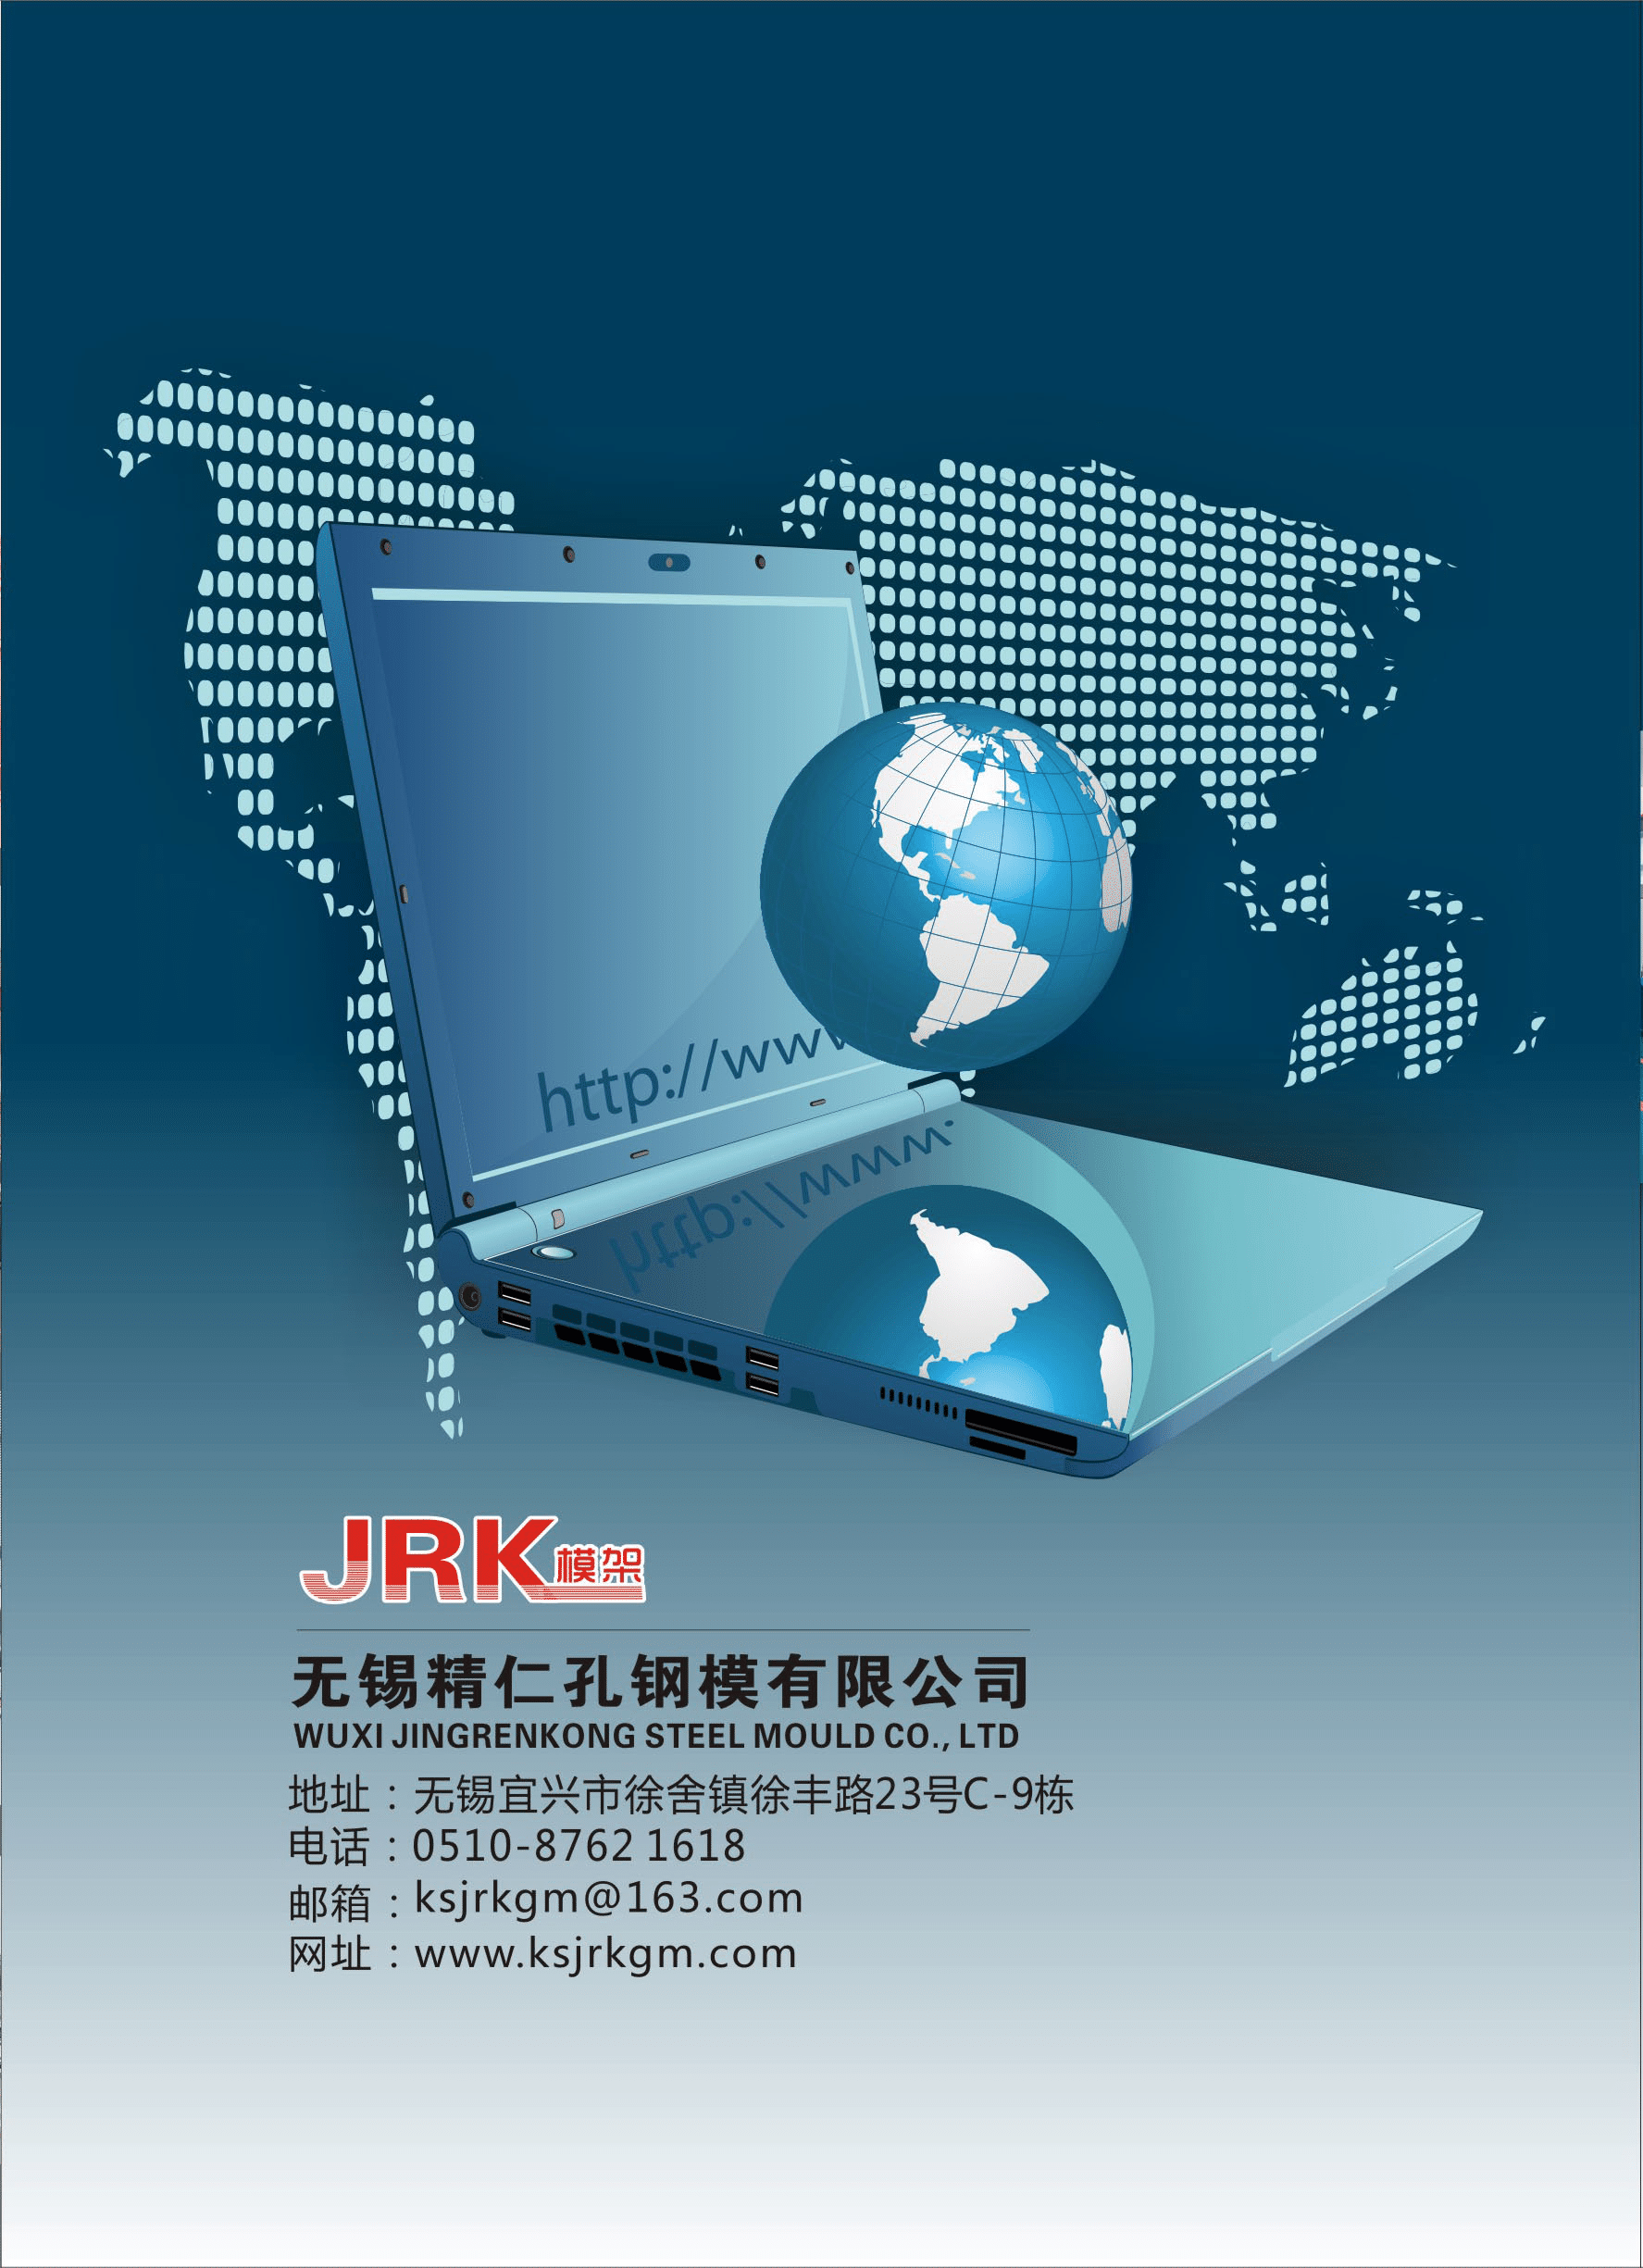 http://www
http://www.
JRK模架
无锡精仁孔钢模有限公司
WUXI JINGRENKONG STEEL MOULD CO., LTD
地址：无锡宜兴市徐舍镇徐丰路23号C-9栋
电话：0510-8762 1618
邮箱：ksjrkgm@163.com
网址：www.ksjrkgm.com